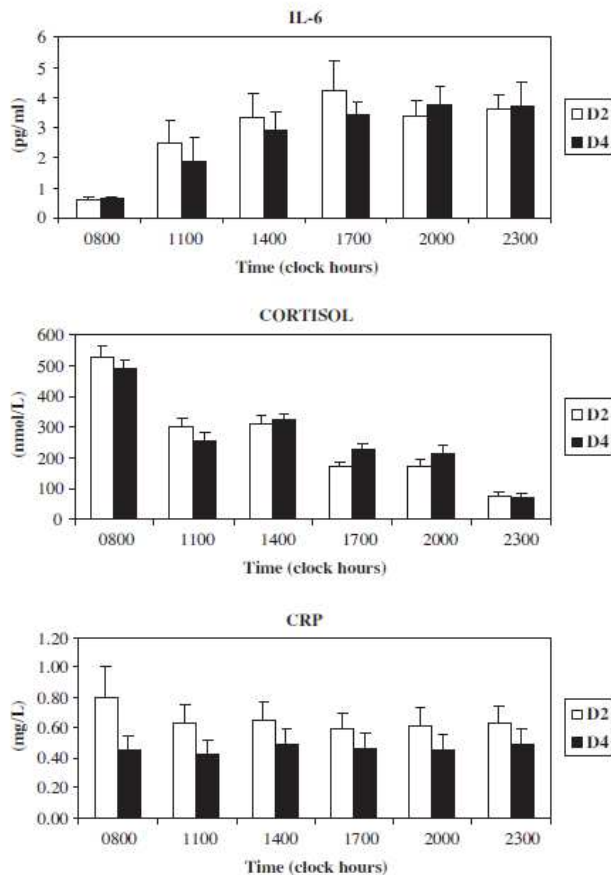 IL-6
6
5
4
3
2
1
0
(pg/ml)
0800 1100 1400 1700 2000 2300
Time (clock hours)
D2
D4
CORTISOL
600
500
400
300
200
100
0
(nmol/L)
0800 1100 1400 1700 2000 2300
Time (clock hours)
D2
D4
CRP
1.20
1.00
0.80
0.60
0.40
0.20
0.00
(mg/L)
0800 1100 1400 1700 2000 2300
Time (clock hours)
D2
D4